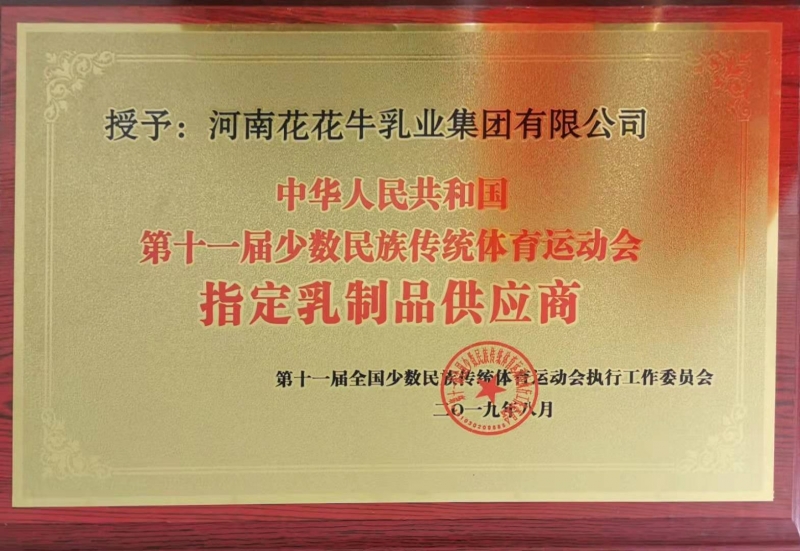 授予：河南花花牛乳业集团有限公司
中华人民共和国
第十一届少数民族传统体育运动会
指定乳制品供应商
第十一届全国少数民族传统体育运动会执行工作委员会
二〇一九年八月